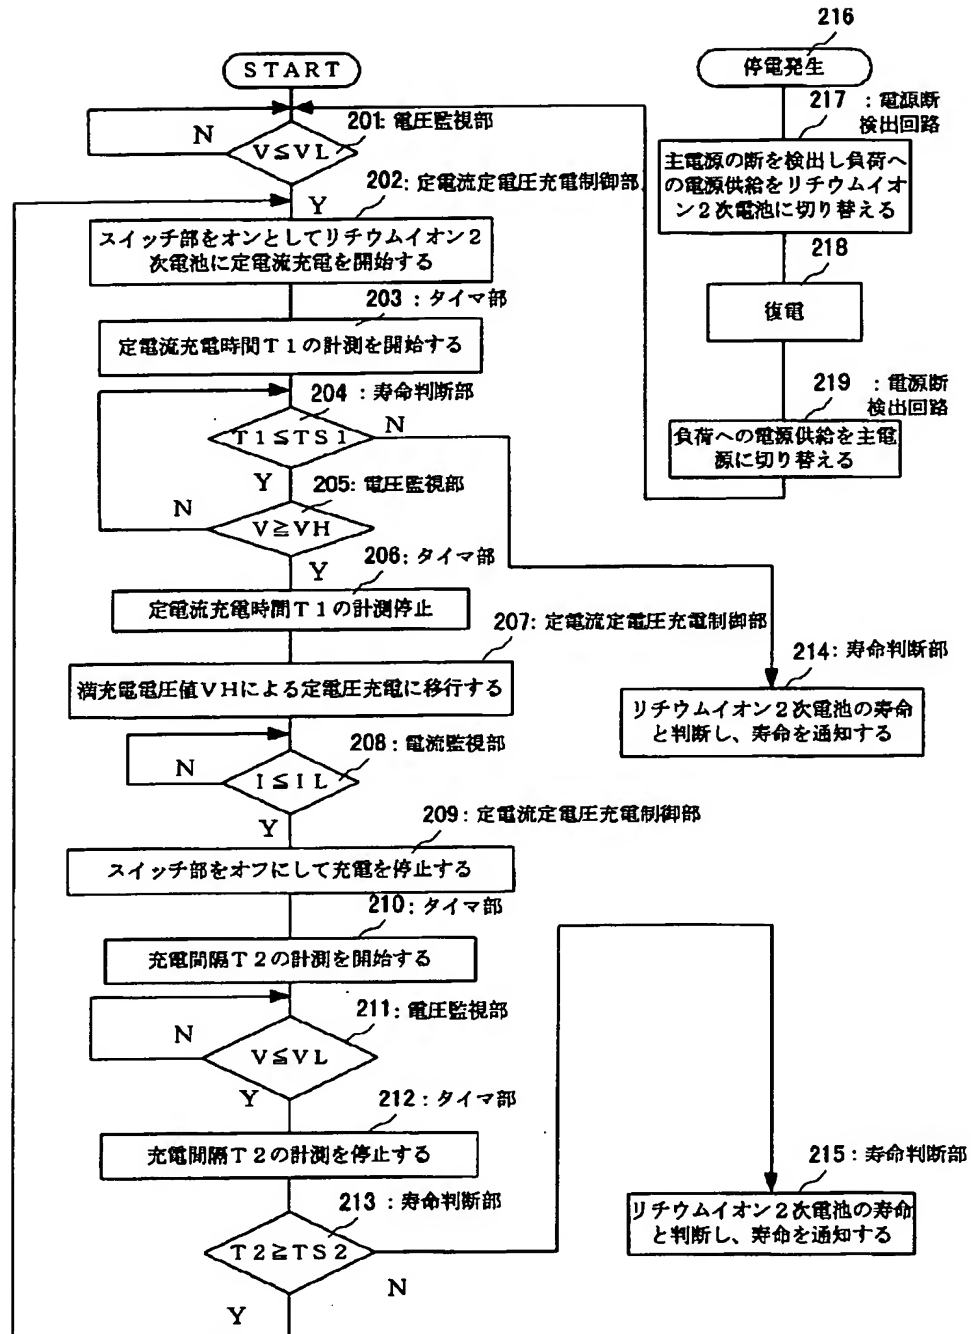 START
N
V≦VL
201:電圧監視部
Y
202:定電流定電圧充電制御部
スイッチ部をオンとしてリチウムイオン2
次電池に定電流充電を開始する
203:タイマ部
定電流充電時間T1の計測を開始する
204:寿命判断部
T1≦TS1
N
Y
205:電圧監視部
N
V≧VH
Y
206:タイマ部
定電流充電時間T1の計測停止
207:定電流定電圧充電制御部
満充電電圧値VHによる定電圧充電に移行する
208:電流監視部
N
I≦IL
Y
209:定電流定電圧充電制御部
スイッチ部をオフにして充電を停止する
210:タイマ部
充電間隔T2の計測を開始する
211:電圧監視部
N
V≦VL
Y
212:タイマ部
充電間隔T2の計測を停止する
213:寿命判断部
T2≧TS2
N
Y
216
停電発生
217:電源断
検出回路
主電源の断を検出し負荷へ
の電源供給をリチウムイオ
ン2次電池に切り替える
218
復電
219:電源断
検出回路
負荷への電源供給を主電
源に切り替える
214:寿命判断部
リチウムイオン2次電池の寿命
と判断し、寿命を通知する
215:寿命判断部
リチウムイオン2次電池の寿命
と判断し、寿命を通知する